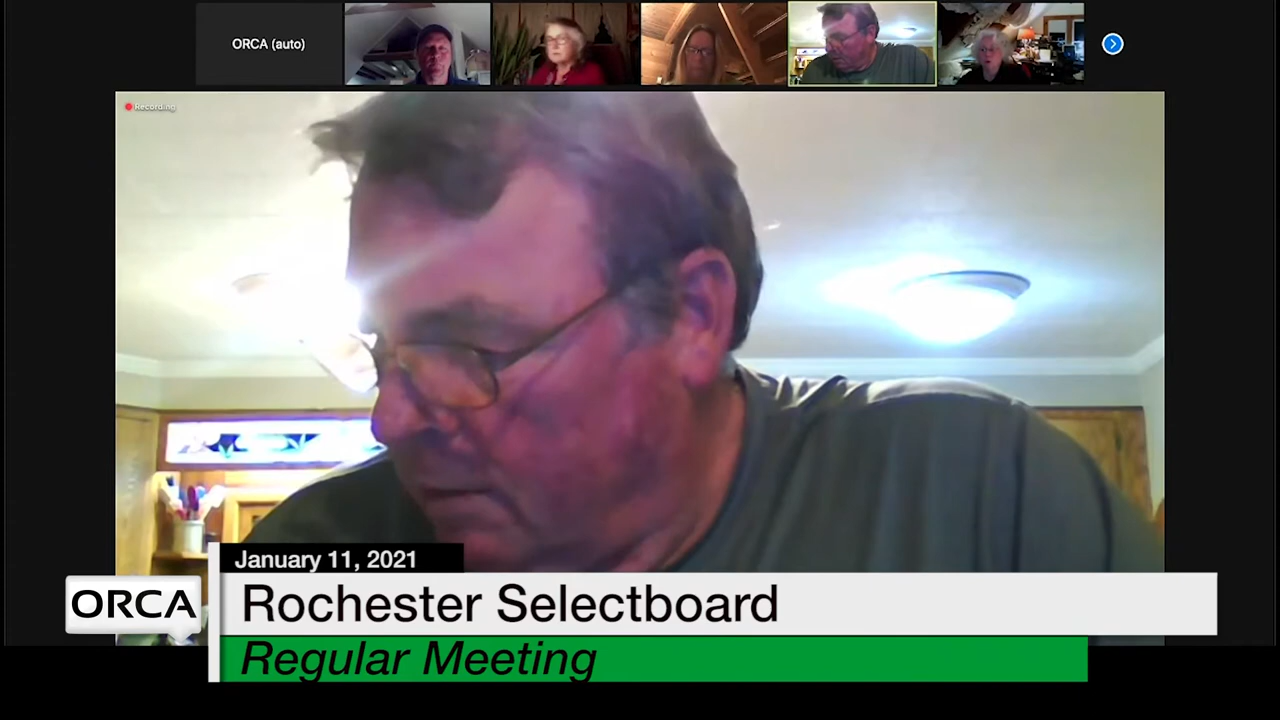 ORCA (auto)
Recording
January 11, 2021
ORCA
Rochester Selectboard
Regular Meeting